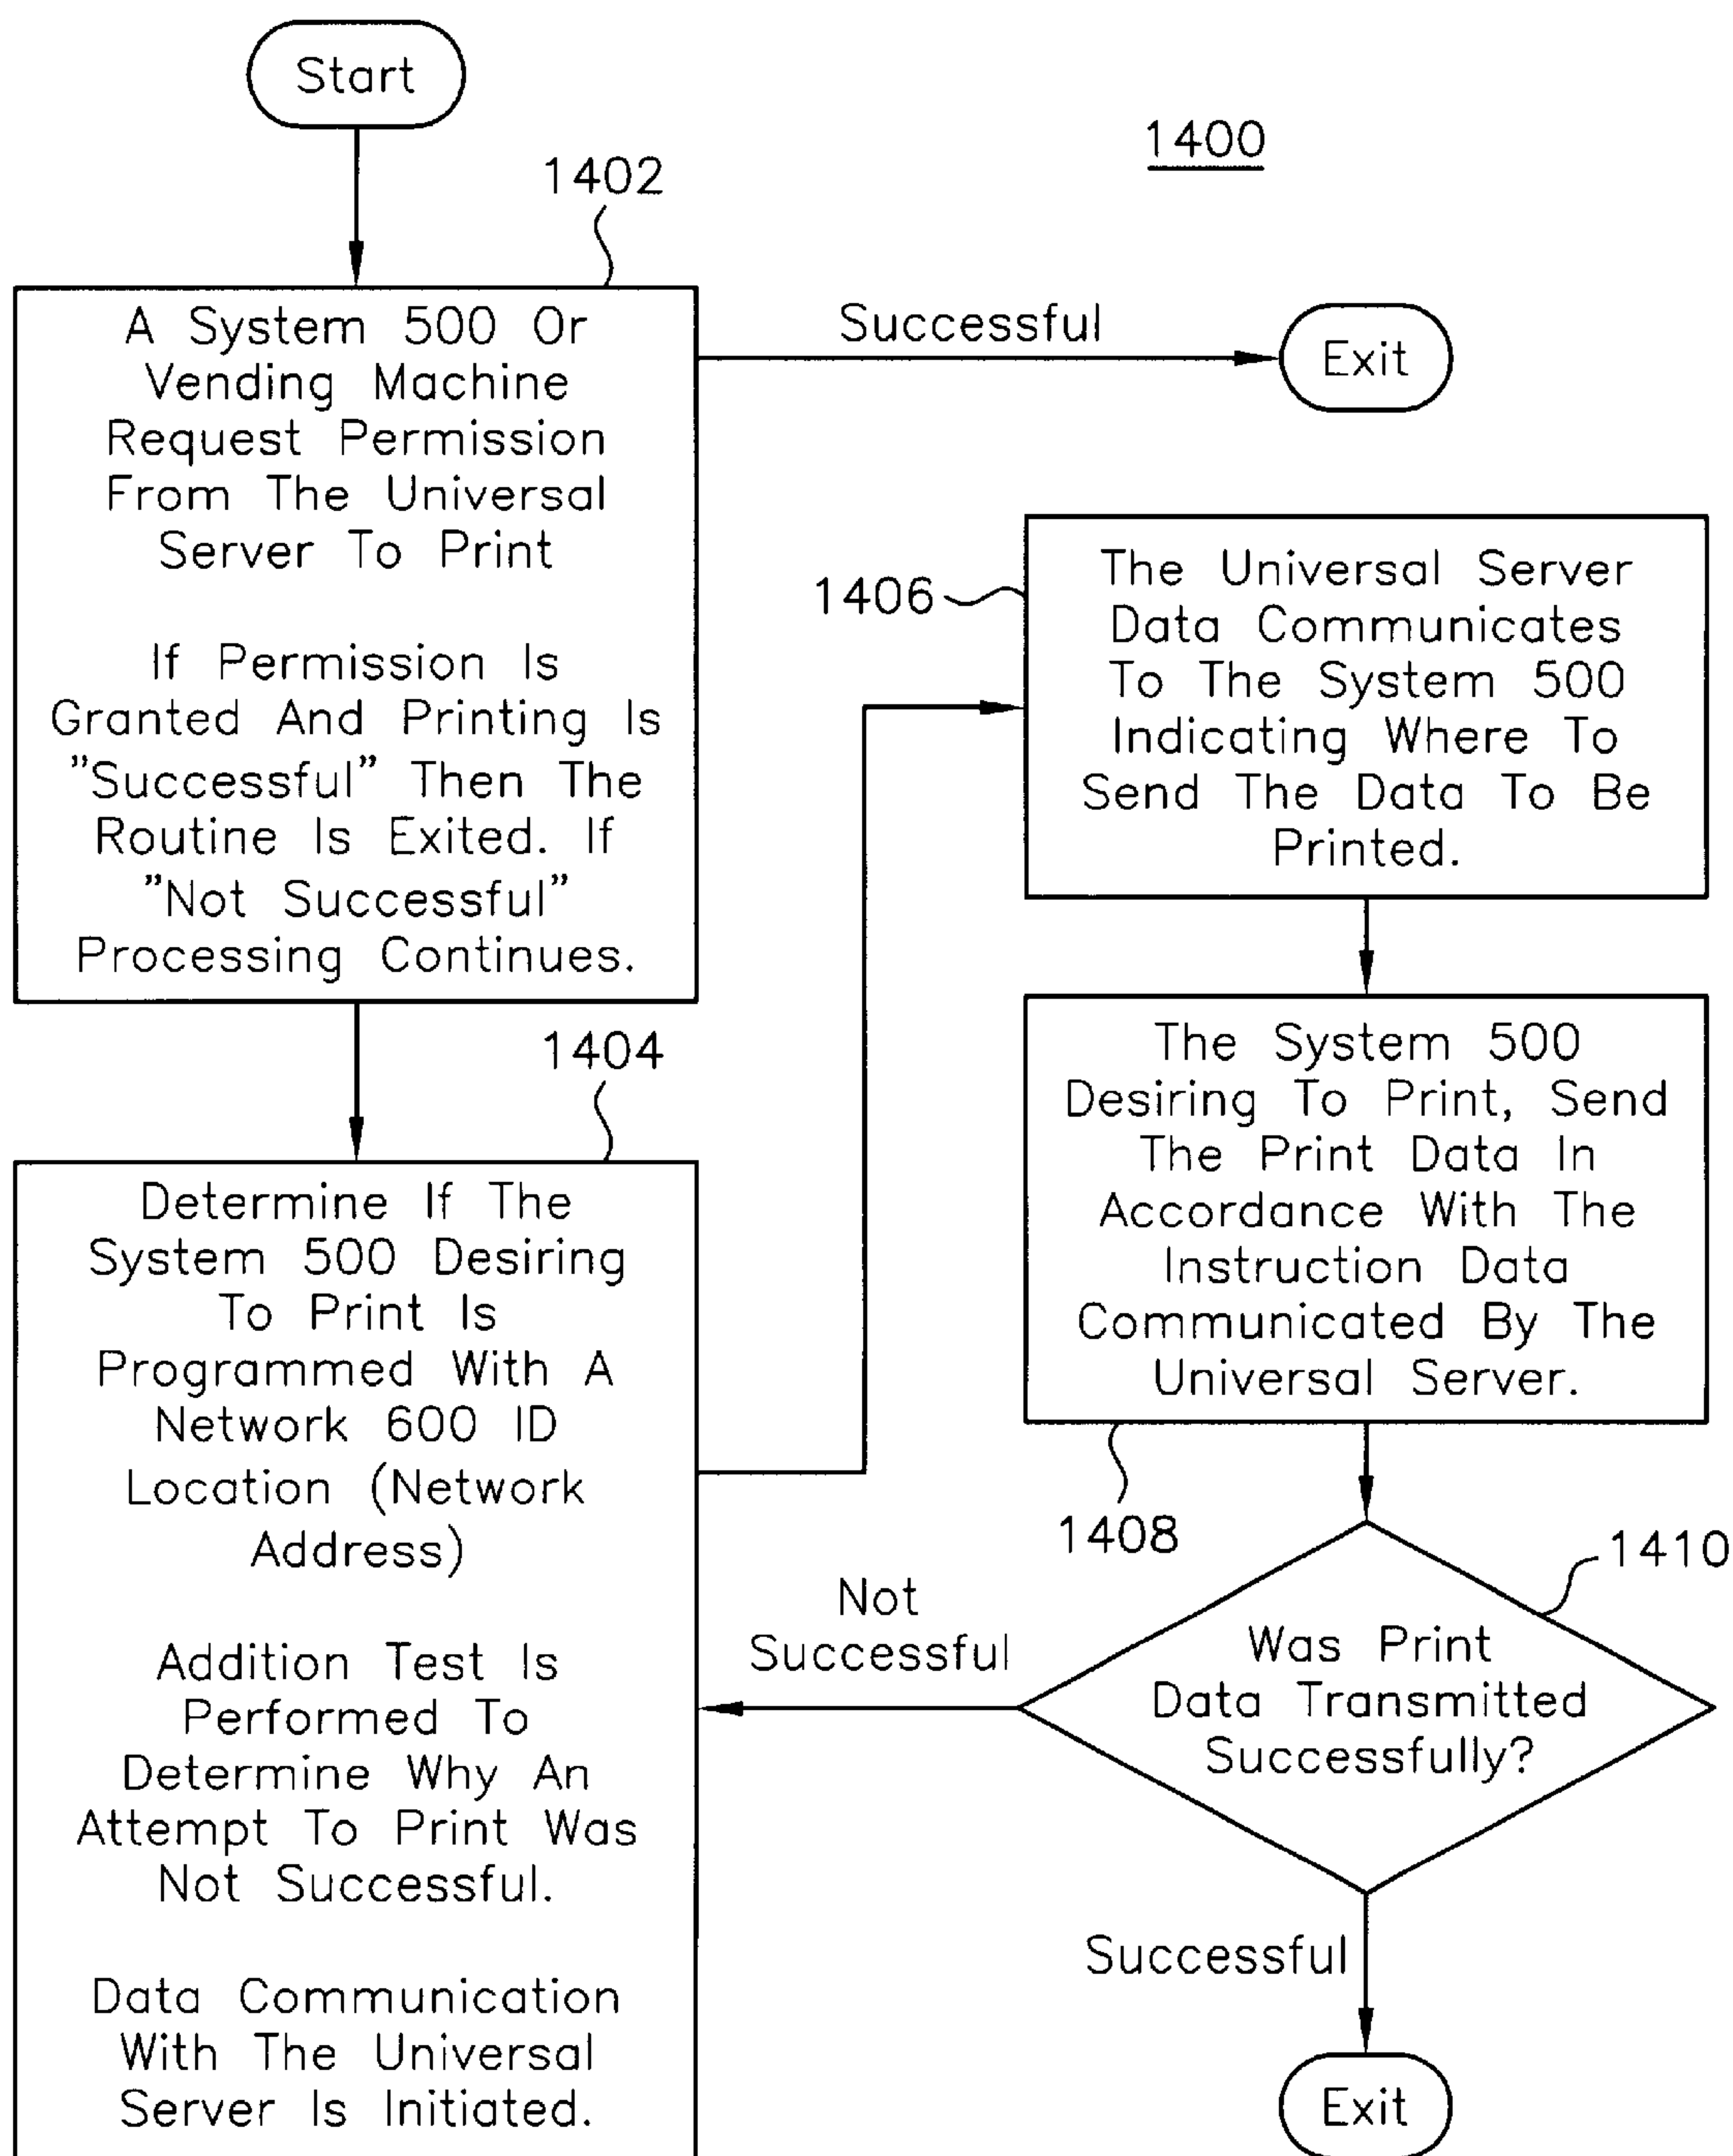 Start
1400
1402
A System 500 Or
Vending Machine
Request Permission
From The Universal
Server To Print
If Permission Is
Granted And Printing Is
"Successful" Then The
Routine Is Exited. If
"Not Successful"
Processing Continues.
Successful
Exit
1404
Determine If The
System 500 Desiring
To Print Is
Programmed With A
Network 600 ID
Location (Network
Address)
Addition Test Is
Performed To
Determine Why An
Attempt To Print Was
Not Successful.
Data Communication
With The Universal
Server Is Initiated.
1406
The Universal Server
Data Communicates
To The System 500
Indicating Where To
Send The Data To Be
Printed.
The System 500
Desiring To Print, Send
The Print Data In
Accordance With The
Instruction Data
Communicated By The
Universal Server.
1408
1410
Was Print
Data Transmitted
Successfully?
Not
Successful
Successful
Exit